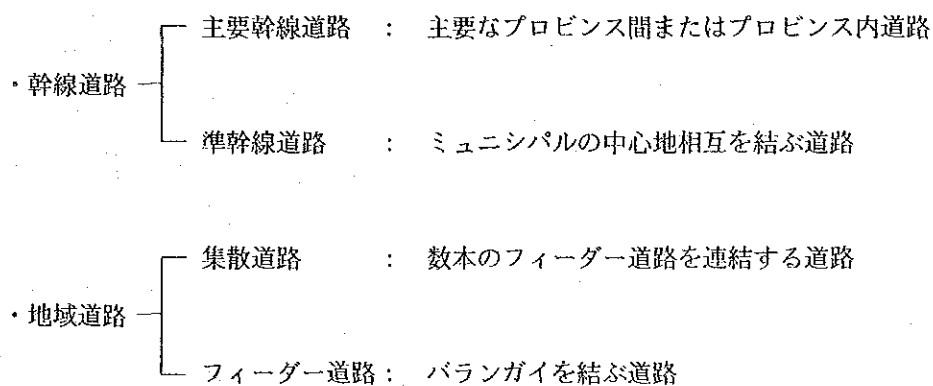 主要幹線道路 : 主要なプロビンス間またはプロビンス内道路
・幹線道路
準幹線道路 : ミュニシパルの中心地相互を結ぶ道路
集散道路 : 数本のフィーダー道路を連結する道路
・地域道路
フィーダー道路 : バランガイを結ぶ道路